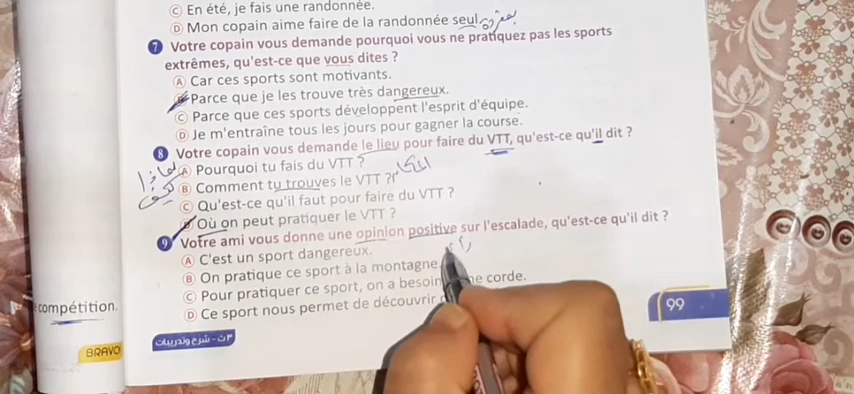 Ⓒ En été, je fais une randonnée.
Ⓓ Mon copain aime faire de la randonnée seul.
7 Votre copain vous demande pourquoi vous ne pratiquez pas les sports
extrêmes, qu'est-ce que vous dites ?
Ⓐ Car ces sports sont motivants.
Parce que je les trouve très dangereux.
Ⓒ Parce que ces sports développent l'esprit d'équipe.
Ⓓ Je m'entraîne tous les jours pour gagner la course.
8 Votre copain vous demande le lieu pour faire du VTT, qu'est-ce qu'il dit ?
لماذا Ⓐ Pourquoi tu fais du VTT ?
كيف Ⓑ Comment tu trouves le VTT ?
Ⓒ Qu'est-ce qu'il faut pour faire du VTT ?
Où on peut pratiquer le VTT ?
9 Votre ami vous donne une opinion positive sur l'escalade, qu'est-ce qu'il dit ?
رأي
Ⓐ C'est un sport dangereux.
Ⓑ On pratique ce sport à la montagne.
Ⓒ Pour pratiquer ce sport, on a besoin corde.
Ⓓ Ce sport nous permet de découvrir
compétition.
99
BRAVO
٣ث - شرح وتدريبات